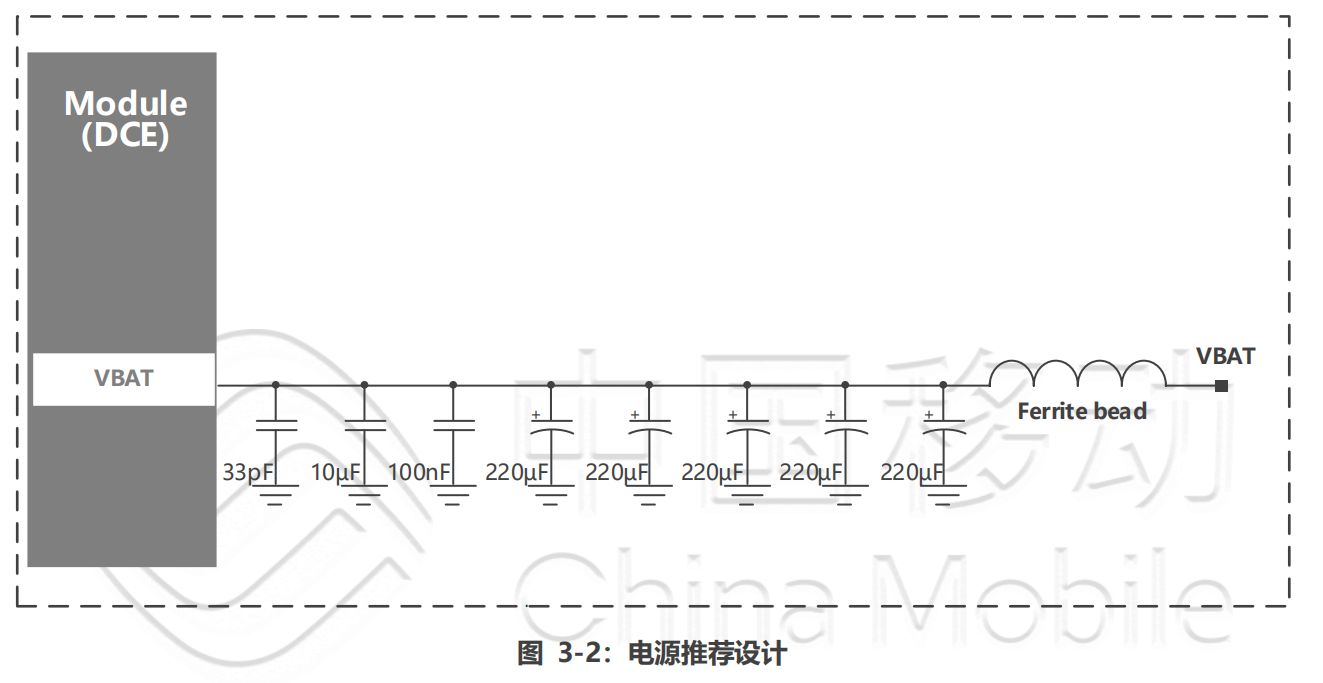 Module
(DCE)
VBAT
VBAT
Ferrite bead
+ + + + +
33pF 10μF 100nF 220μF 220μF 220μF 220μF 220μF
中国移动
China Mobile
图 3-2：电源推荐设计